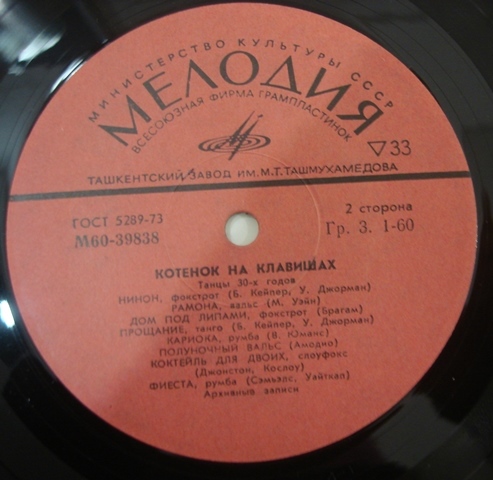 МИНИСТЕРСТВО КУЛЬТУРЫ СССР
МЕЛОДИЯ
ВСЕСОЮЗНАЯ ФИРМА ГРАМПЛАСТИНОК
▽33
ТАШКЕНТСКИЙ ЗАВОД ИМ. М.Т. ТАШМУХАМЕДОВА
ГОСТ 5289-73
М60-39838
2 сторона
Гр. 3. 1-60
КОТЕНОК НА КЛАВИШАХ
Танцы 30-х годов
НИНОН, фокстрот (Б. Кейпер, У. Джорман)
РАМОНА, вальс (М. Уэйн)
ДОМ ПОД ЛИПАМИ, фокстрот (Брагам)
ПРОЩАНИЕ, танго (Б. Кейпер, У. Джорман)
КАРИОКА, румба (В. Юманс)
ПОЛУНОЧНЫЙ ВАЛЬС (Амодио)
КОКТЕЙЛЬ ДЛЯ ДВОИХ, слоуфокс
(Джонстон, Кослоу)
ФИЕСТА, румба (Сэмьэлс, Уайткап)
Архивные записи